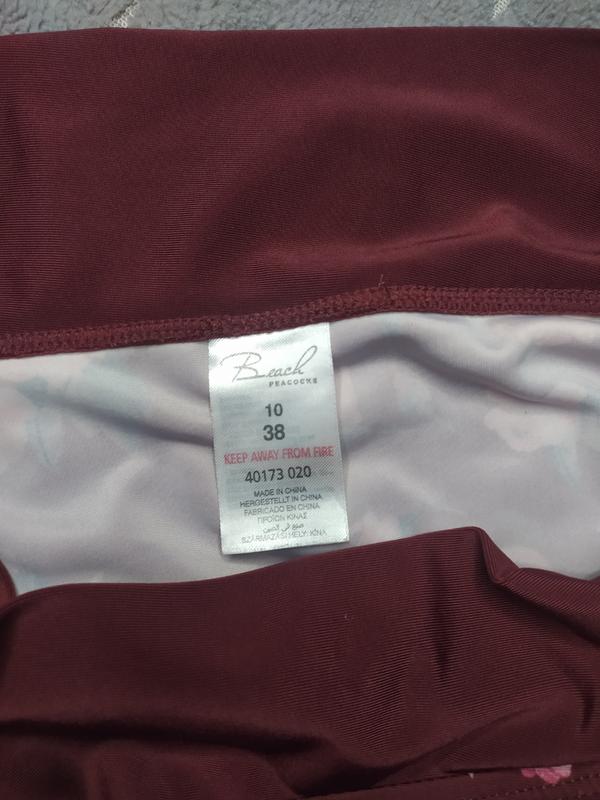 Beach
PEACOCKS
10
38
KEEP AWAY FROM FIRE
40173 020
MADE IN CHINA
HERGESTELLT IN CHINA
FABRICADO EN CHINA
ΠΡΟΪΟΝ ΚΙΝΑΣ
صنع في الصين
SZÁRMAZÁSI HELY: KÍNA